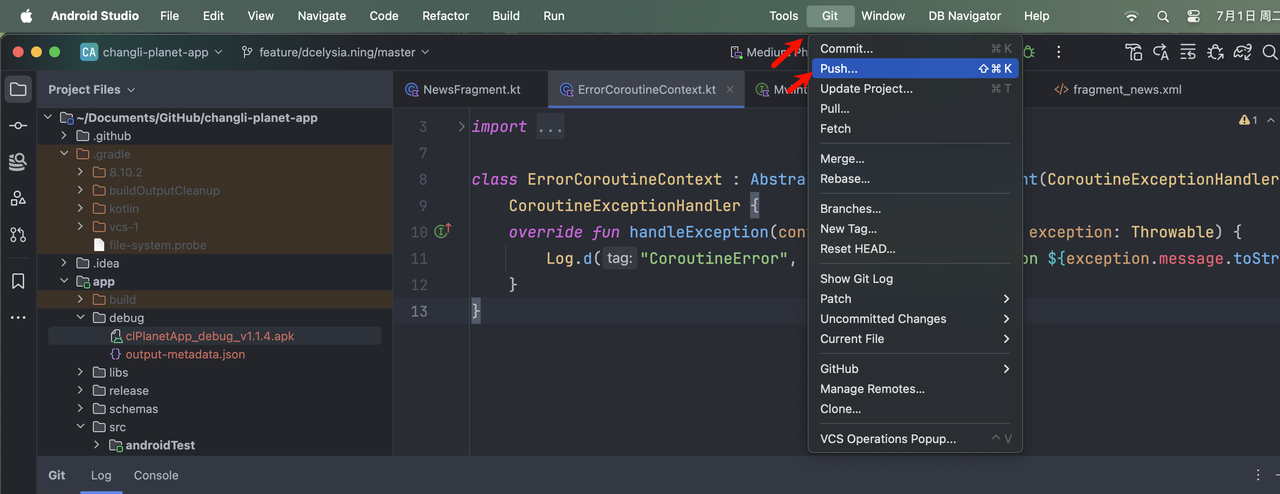 Android Studio File Edit View Navigate Code Refactor Build Run Tools Git Window DB Navigator Help 7月1日 周二
CA changli-planet-app feature/dcelysia.ning/master Medium Ph
Project Files
~/Documents/GitHub/changli-planet-app
.github
.gradle
8.10.2
buildOutputCleanup
kotlin
vcs-1
file-system.probe
.idea
app
build
debug
clPlanetApp_debug_v1.1.4.apk
output-metadata.json
libs
release
schemas
src
androidTest
NewsFragment.kt ErrorCoroutineContext.kt fragment_news.xml
1
3 import ...
7
8 class ErrorCoroutineContext : Abstra nt(CoroutineExceptionHandler
9 CoroutineExceptionHandler {
10 override fun handleException(con exception: Throwable) {
11 Log.d( tag: "CoroutineError", on ${exception.message.toStr
12 }
13 }
Commit... ⌘K
Push... ⇧⌘K
Update Project... ⌘T
Pull...
Fetch
Merge...
Rebase...
Branches...
New Tag...
Reset HEAD...
Show Git Log
Patch
Uncommitted Changes
Current File
GitHub
Manage Remotes...
Clone...
VCS Operations Popup... ^V
Git Log Console